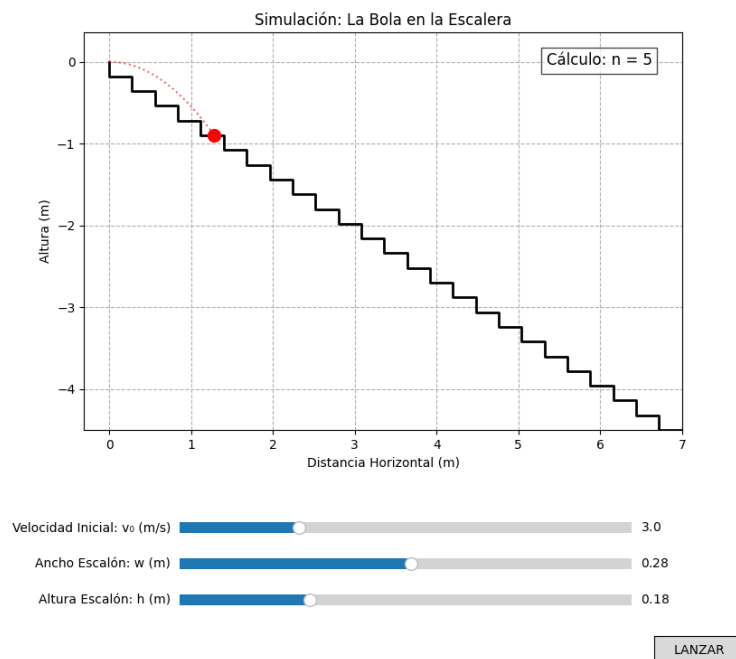 Simulación: La Bola en la Escalera
Cálculo: n = 5
0
−1
−2
−3
−4
Altura (m)
0 1 2 3 4 5 6 7
Distancia Horizontal (m)
Velocidad Inicial: v₀ (m/s) 3.0
Ancho Escalón: w (m) 0.28
Altura Escalón: h (m) 0.18
LANZAR